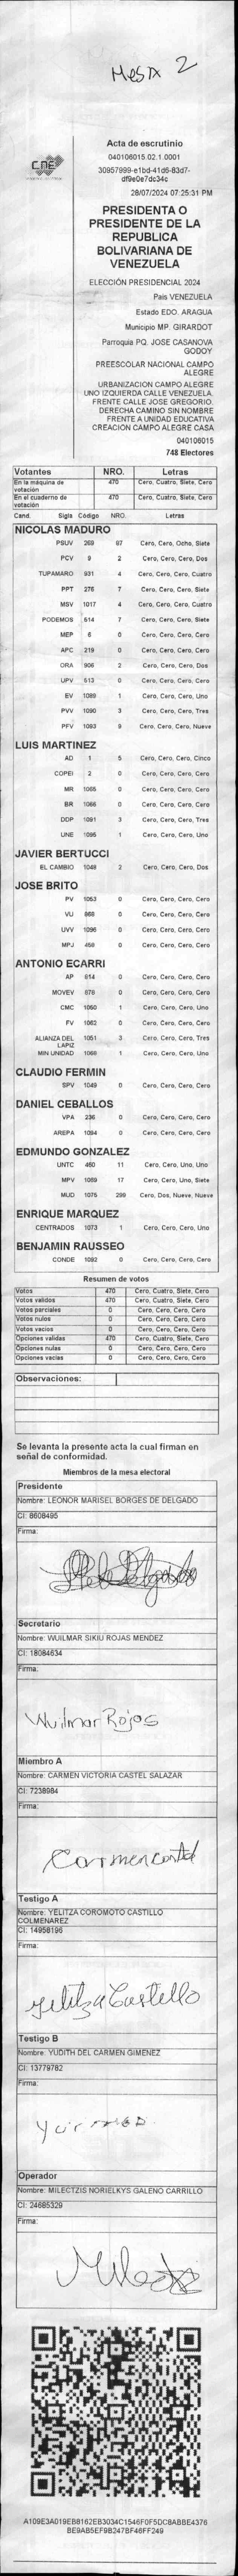 Mesa 2
CNE
Acta de escrutinio
040106015.02.1.0001
30957999-e1bd-41d6-83d7-
df9e0e7dc34c
28/07/2024 07:25:31 PM
PRESIDENTA O
PRESIDENTE DE LA
REPUBLICA
BOLIVARIANA DE
VENEZUELA
ELECCIÓN PRESIDENCIAL 2024
Pais VENEZUELA
Estado EDO. ARAGUA
Municipio MP. GIRARDOT
Parroquia PQ. JOSE CASANOVA
GODOY
PREESCOLAR NACIONAL CAMPO
ALEGRE
URBANIZACION CAMPO ALEGRE
UNO IZQUIERDA CALLE VENEZUELA.
FRENTE CALLE JOSE GREGORIO.
DERECHA CAMINO SIN NOMBRE
FRENTE A UNIDAD EDUCATIVA
CREACION CAMPO ALEGRE CASA
040106015
748 Electores
Votantes NRO. Letras
En la máquina de votación 470 Cero, Cuatro, Siete, Cero
En el cuaderno de votación 470 Cero, Cuatro, Siete, Cero
Cand. Sigla Código NRO. Letras
NICOLAS MADURO
PSUV 269 87 Cero, Cero, Ocho, Siete
PCV 9 2 Cero, Cero, Cero, Dos
TUPAMARO 931 4 Cero, Cero, Cero, Cuatro
PPT 276 7 Cero, Cero, Cero, Siete
MSV 1017 4 Cero, Cero, Cero, Cuatro
PODEMOS 514 7 Cero, Cero, Cero, Siete
MEP 6 0 Cero, Cero, Cero, Cero
APC 219 0 Cero, Cero, Cero, Cero
ORA 906 2 Cero, Cero, Cero, Dos
UPV 513 0 Cero, Cero, Cero, Cero
EV 1089 1 Cero, Cero, Cero, Uno
PVV 1090 3 Cero, Cero, Cero, Tres
PFV 1093 9 Cero, Cero, Cero, Nueve
LUIS MARTINEZ
AD 1 5 Cero, Cero, Cero, Cinco
COPEI 2 0 Cero, Cero, Cero, Cero
MR 1065 0 Cero, Cero, Cero, Cero
BR 1066 0 Cero, Cero, Cero, Cero
DDP 1091 3 Cero, Cero, Cero, Tres
UNE 1095 1 Cero, Cero, Cero, Uno
JAVIER BERTUCCI
EL CAMBIO 1048 2 Cero, Cero, Cero, Dos
JOSE BRITO
PV 1053 0 Cero, Cero, Cero, Cero
VU 868 0 Cero, Cero, Cero, Cero
UVV 1096 0 Cero, Cero, Cero, Cero
MPJ 450 0 Cero, Cero, Cero, Cero
ANTONIO ECARRI
AP 814 0 Cero, Cero, Cero, Cero
MOVEV 878 0 Cero, Cero, Cero, Cero
CMC 1050 1 Cero, Cero, Cero, Uno
FV 1062 0 Cero, Cero, Cero, Cero
ALIANZA DEL LAPIZ 1051 3 Cero, Cero, Cero, Tres
MIN UNIDAD 1068 1 Cero, Cero, Cero, Uno
CLAUDIO FERMIN
SPV 1049 0 Cero, Cero, Cero, Cero
DANIEL CEBALLOS
VPA 236 0 Cero, Cero, Cero, Cero
AREPA 1094 0 Cero, Cero, Cero, Cero
EDMUNDO GONZALEZ
UNTC 460 11 Cero, Cero, Uno, Uno
MPV 1069 17 Cero, Cero, Uno, Siete
MUD 1075 299 Cero, Dos, Nueve, Nueve
ENRIQUE MARQUEZ
CENTRADOS 1073 1 Cero, Cero, Cero, Uno
BENJAMIN RAUSSEO
CONDE 1092 0 Cero, Cero, Cero, Cero
Resumen de votos
Votos 470 Cero, Cuatro, Siete, Cero
Votos validos 470 Cero, Cuatro, Siete, Cero
Votos parciales 0 Cero, Cero, Cero, Cero
Votos nulos 0 Cero, Cero, Cero, Cero
Votos vacios 0 Cero, Cero, Cero, Cero
Opciones validas 470 Cero, Cuatro, Siete, Cero
Opciones nulas 0 Cero, Cero, Cero, Cero
Opciones vacias 0 Cero, Cero, Cero, Cero
Observaciones:
Se levanta la presente acta la cual firman en
señal de conformidad.
Miembros de la mesa electoral
Presidente
Nombre: LEONOR MARISEL BORGES DE DELGADO
CI: 8608495
Firma:
Secretario
Nombre: WUILMAR SIKIU ROJAS MENDEZ
CI: 18084634
Firma:
Wuilmar Rojas
Miembro A
Nombre: CARMEN VICTORIA CASTEL SALAZAR
CI: 7238984
Firma:
Carmen Castel
Testigo A
Nombre: YELITZA COROMOTO CASTILLO
COLMENAREZ
CI: 14958196
Firma:
Yelitza Castello
Testigo B
Nombre: YUDITH DEL CARMEN GIMENEZ
CI: 13779782
Firma:
Operador
Nombre: MILECTZIS NORIELKYS GALENO CARRILLO
CI: 24685329
Firma:
A109E3A019EB8162EB3034C1546F0F5DC8ABBE4376
BE9AB5EF9B247BF46FF249